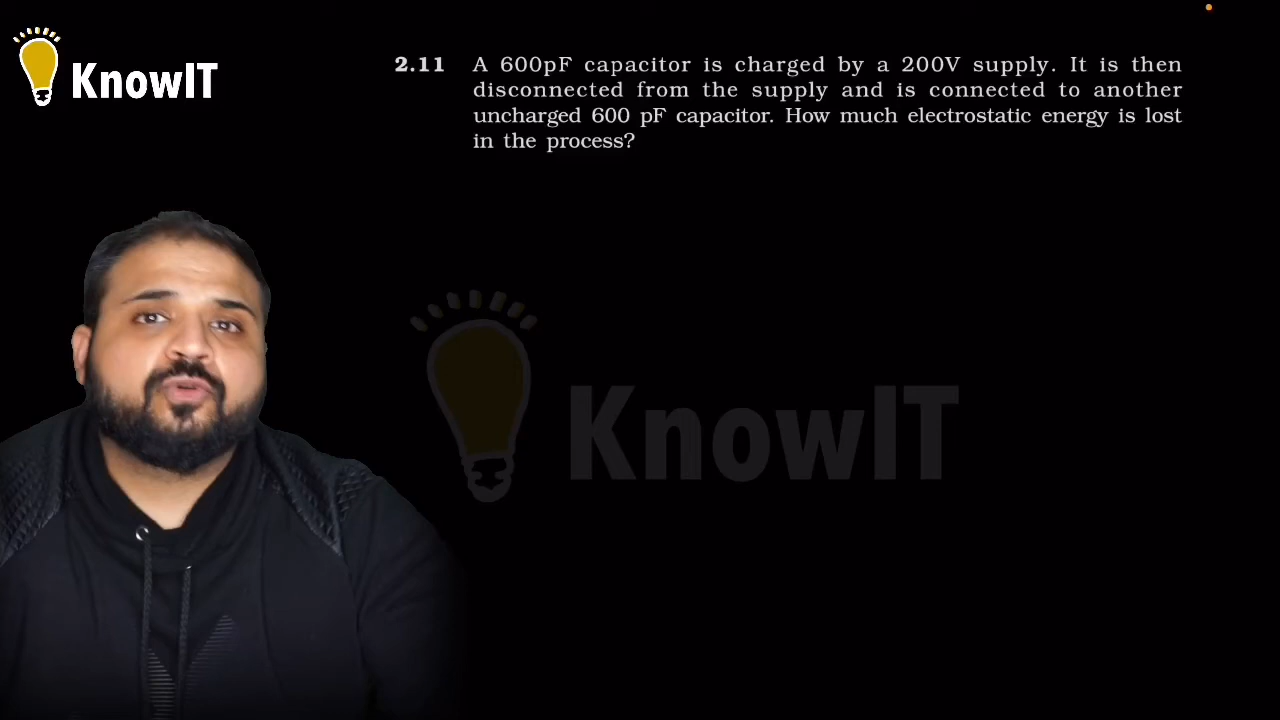 KnowIT
2.11 A 600pF capacitor is charged by a 200V supply. It is then
disconnected from the supply and is connected to another
uncharged 600 pF capacitor. How much electrostatic energy is lost
in the process?
KnowIT